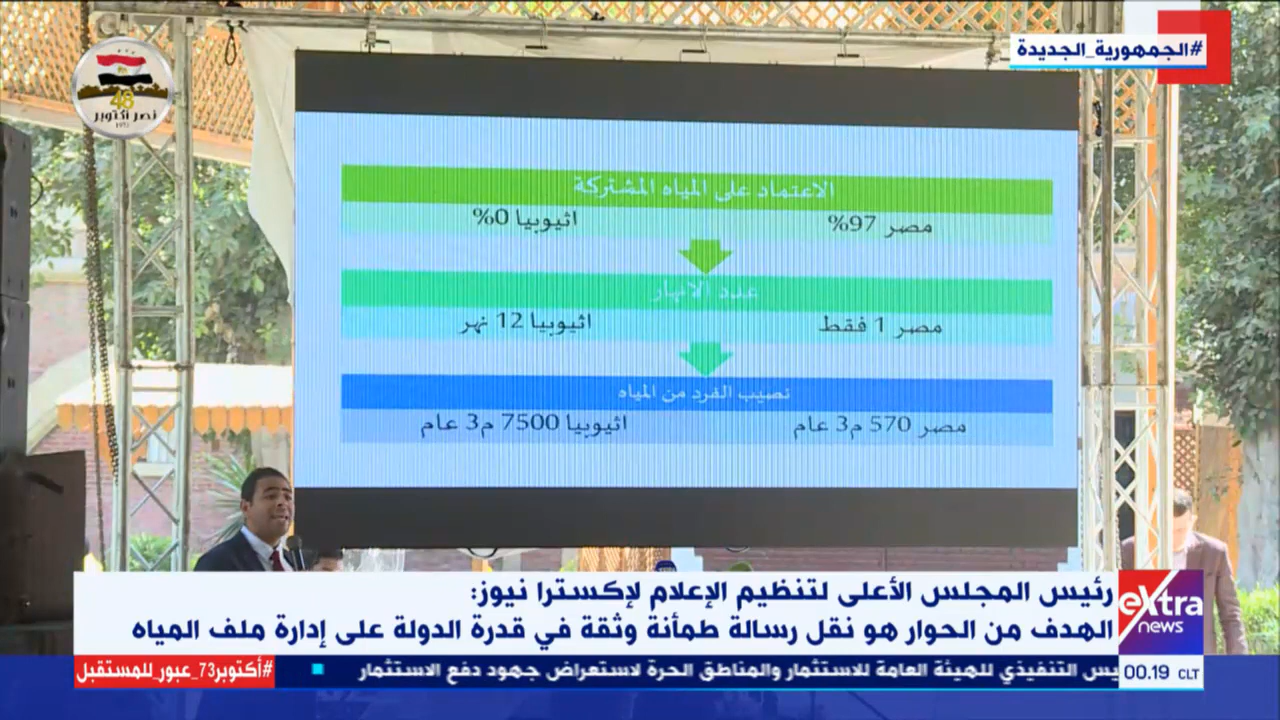 #الجمهورية_الجديدة
48
نصر أكتوبر
الاعتماد على المياه المشتركة
مصر 97% اثيوبيا 0%
عدد الانهار
مصر 1 فقط اثيوبيا 12 نهر
نصيب الفرد من المياه
مصر 570 م3 عام اثيوبيا 7500 م3 عام
رئيس المجلس الأعلى لتنظيم الإعلام لإكسترا نيوز:
الهدف من الحوار هو نقل رسالة طمأنة وثقة في قدرة الدولة على إدارة ملف المياه
eXtra
news
00.19 CLT
يس التنفيذي للهيئة العامة للاستثمار والمناطق الحرة لاستعراض جهود دفع الاستثمار
#أكتوبر73_عبور_للمستقبل